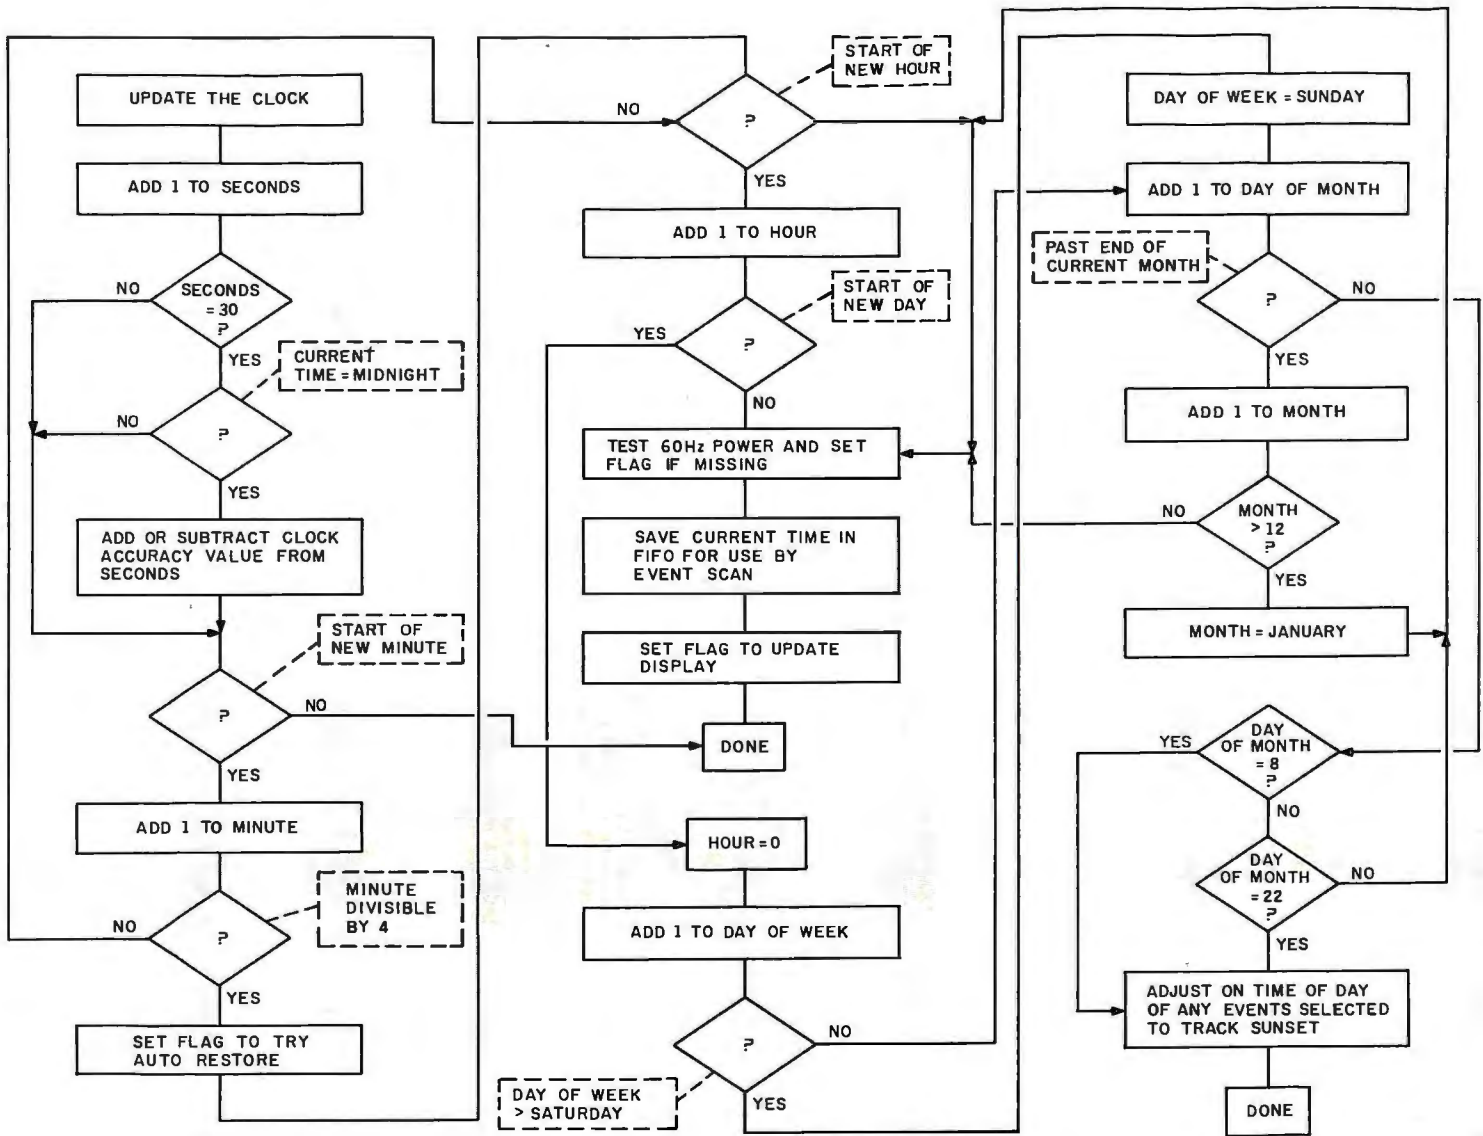 UPDATE THE CLOCK
ADD 1 TO SECONDS
SECONDS
= 30
?
NO
YES
CURRENT
TIME = MIDNIGHT
?
NO
YES
ADD OR SUBTRACT CLOCK
ACCURACY VALUE FROM
SECONDS
START OF
NEW MINUTE
?
NO
YES
ADD 1 TO MINUTE
MINUTE
DIVISIBLE
BY 4
?
NO
YES
SET FLAG TO TRY
AUTO RESTORE
START OF
NEW HOUR
NO
?
YES
ADD 1 TO HOUR
START OF
NEW DAY
YES
?
NO
TEST 60Hz POWER AND SET
FLAG IF MISSING
SAVE CURRENT TIME IN
FIFO FOR USE BY
EVENT SCAN
SET FLAG TO UPDATE
DISPLAY
DONE
HOUR = 0
ADD 1 TO DAY OF WEEK
?
NO
DAY OF WEEK
> SATURDAY
YES
DAY OF WEEK = SUNDAY
ADD 1 TO DAY OF MONTH
PAST END OF
CURRENT MONTH
?
NO
YES
ADD 1 TO MONTH
NO
MONTH
> 12
?
YES
MONTH = JANUARY
YES
DAY
OF MONTH
= 8
?
NO
DAY
OF MONTH
= 22
?
NO
YES
ADJUST ON TIME OF DAY
OF ANY EVENTS SELECTED
TO TRACK SUNSET
DONE